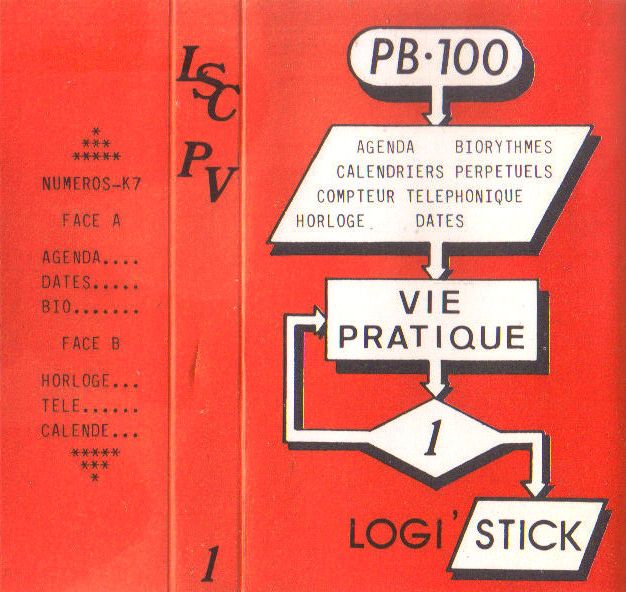 *
***
*****
NUMEROS-K7
FACE A
AGENDA....
DATES.....
BIO.......
FACE B
HORLOGE...
TELE......
CALENDE...
*****
***
*
LSC
PV
1
PB·100
AGENDA BIORYTHMES
CALENDRIERS PERPETUELS
COMPTEUR TELEPHONIQUE
HORLOGE DATES
VIE
PRATIQUE
1
LOGI'STICK